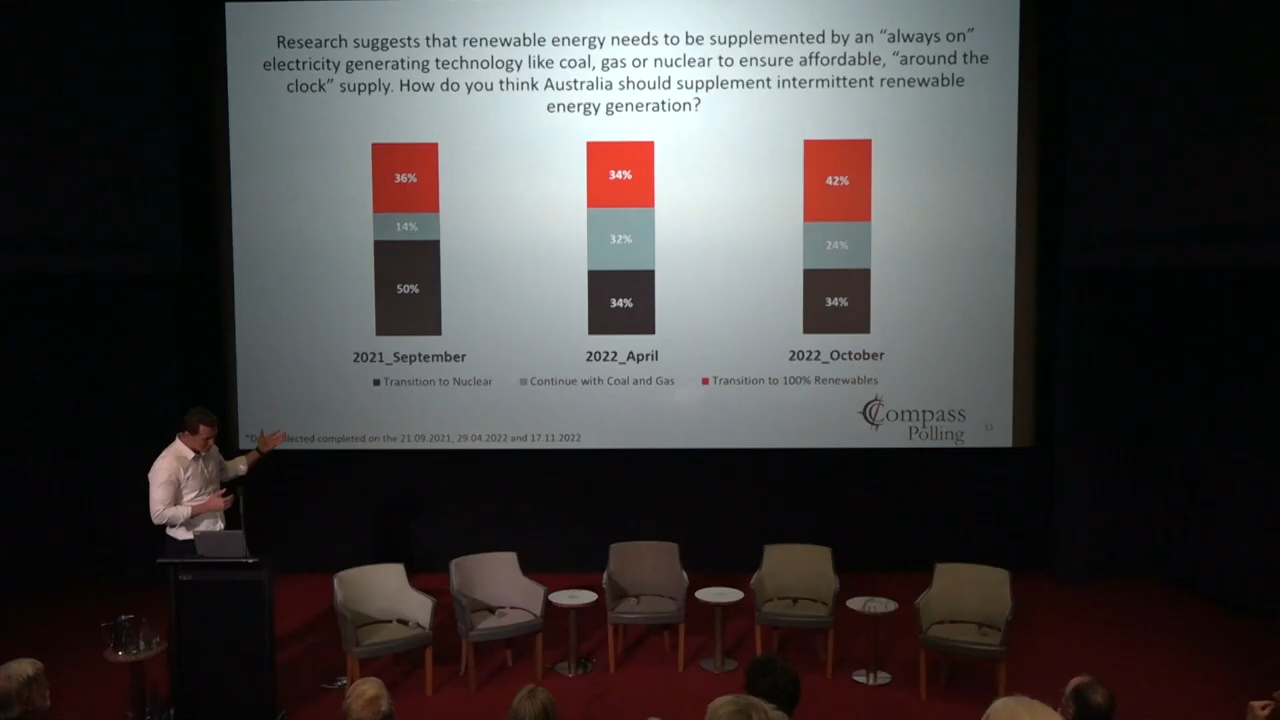 Research suggests that renewable energy needs to be supplemented by an “always on”
electricity generating technology like coal, gas or nuclear to ensure affordable, “around the
clock” supply. How do you think Australia should supplement intermittent renewable
energy generation?
36% 34% 42%
14% 32% 24%
50% 34% 34%
2021_September 2022_April 2022_October
Transition to Nuclear Continue with Coal and Gas Transition to 100% Renewables
Compass
Polling
completed on the 21.09.2021, 29.04.2022 and 17.11.2022